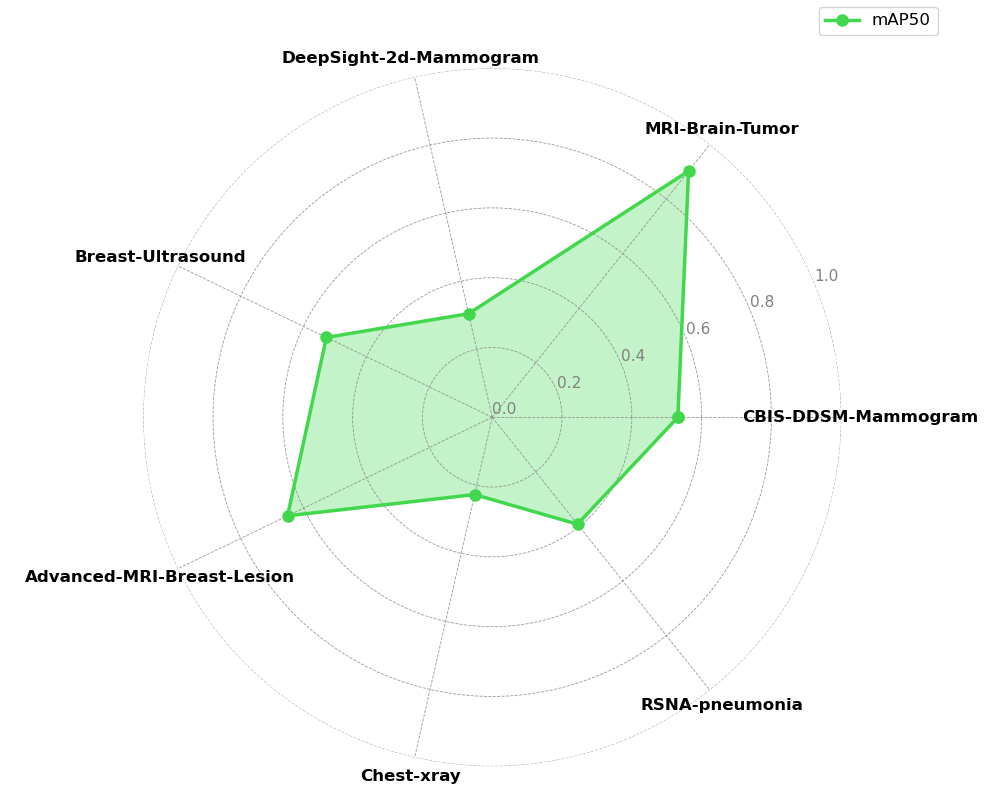 mAP50
DeepSight-2d-Mammogram
MRI-Brain-Tumor
Breast-Ultrasound
1.0
0.8
0.6
0.4
0.2
0.0
CBIS-DDSM-Mammogram
Advanced-MRI-Breast-Lesion
RSNA-pneumonia
Chest-xray